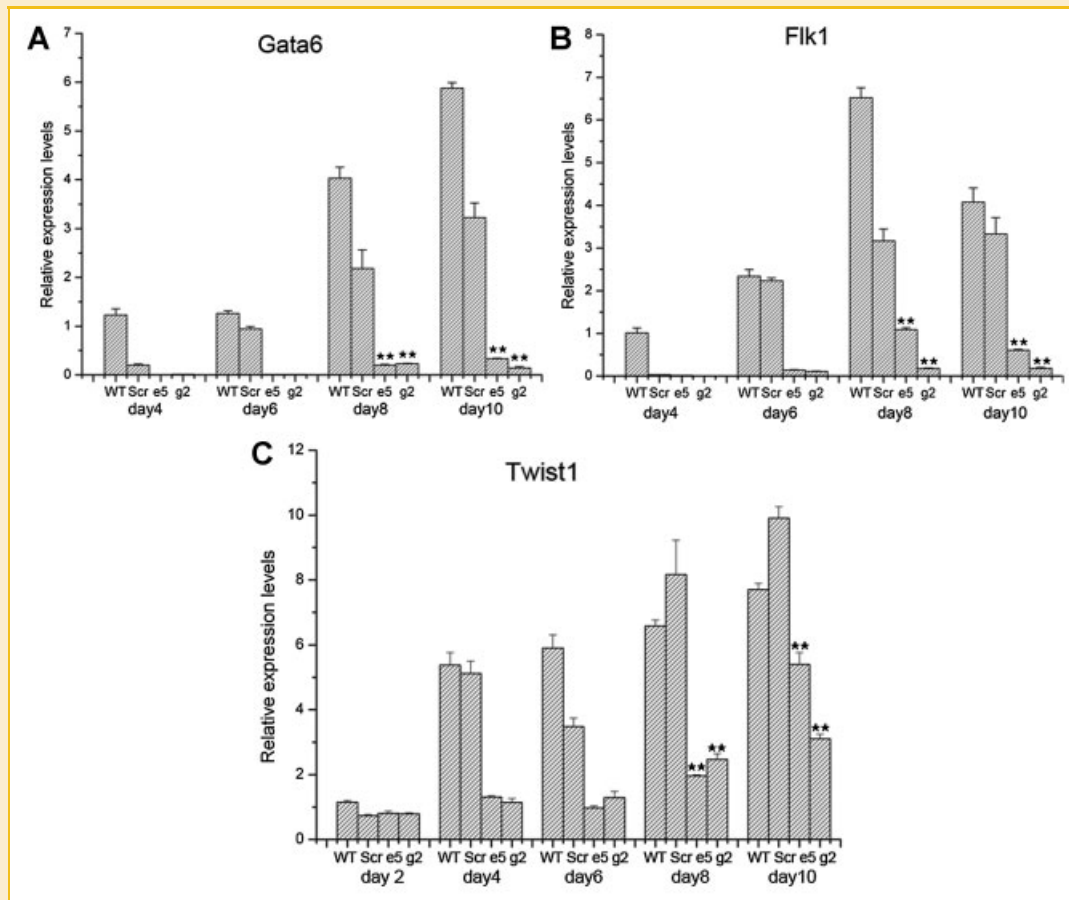 A
Gata6
Relative expression levels
7
6
5
4
3
2
1
0
** **
** **
WT Scr e5 g2 WT Scr e5 g2 WT Scr e5 g2 WT Scr e5 g2
day4 day6 day8 day10
B
Flk1
Relative expression levels
8
7
6
5
4
3
2
1
0
** **
** **
WT Scr e5 g2 WT Scr e5 g2 WT Scr e5 g2 WT Scr e5 g2
day4 day6 day8 day10
C
Twist1
Relative expression levels
12
10
8
6
4
2
0
** **
** **
WT Scr e5 g2 WT Scr e5 g2 WT Scr e5 g2 WT Scr e5 g2 WT Scr e5 g2
day 2 day4 day6 day8 day10